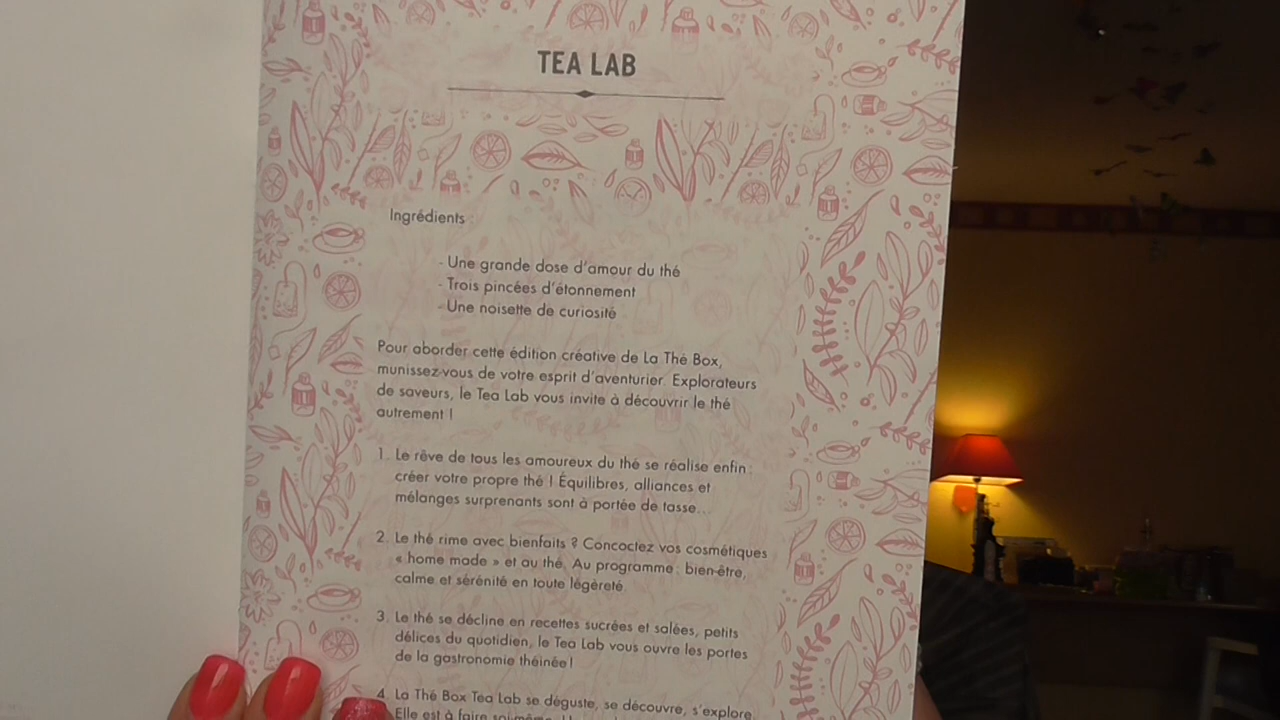 TEA LAB
Ingrédients :
- Une grande dose d'amour du thé
- Trois pincées d'étonnement
- Une noisette de curiosité
Pour aborder cette édition créative de La Thé Box,
munissez-vous de votre esprit d'aventurier. Explorateurs
de saveurs, le Tea Lab vous invite à découvrir le thé
autrement !
1. Le rêve de tous les amoureux du thé se réalise enfin :
créer votre propre thé ! Équilibres, alliances et
mélanges surprenants sont à portée de tasse...
2. Le thé rime avec bienfaits ? Concoctez vos cosmétiques
« home made » et au thé. Au programme : bien-être,
calme et sérénité en toute légèreté.
3. Le thé se décline en recettes sucrées et salées, petits
délices du quotidien, le Tea Lab vous ouvre les portes
de la gastronomie théinée !
4. La Thé Box Tea Lab se déguste, se découvre, s'explore.
Elle est à faire soi-même